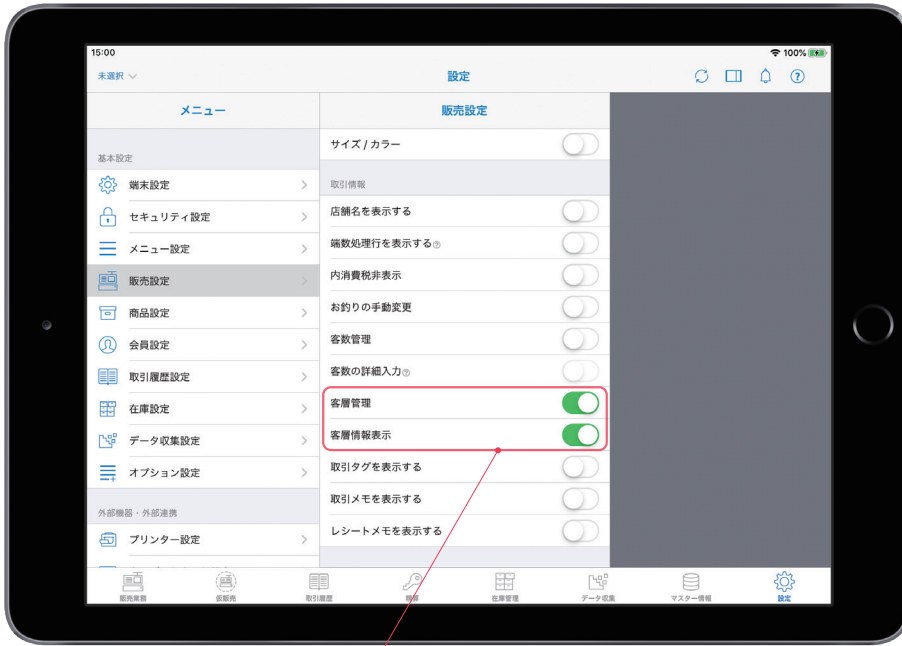 15:00
100%
未選択
設定
メニュー
販売設定
基本設定
端末設定
セキュリティ設定
メニュー設定
販売設定
商品設定
会員設定
取引履歴設定
在庫設定
データ収集設定
オプション設定
外部機器・外部連携
プリンター設定
サイズ / カラー
取引情報
店舗名を表示する
端数処理行を表示する
内消費税非表示
お釣りの手動変更
客数管理
客数の詳細入力
客層管理
客層情報表示
取引タグを表示する
取引メモを表示する
レシートメモを表示する
販売業務
仮販売
取引履歴
精算
在庫管理
データ収集
マスター情報
設定